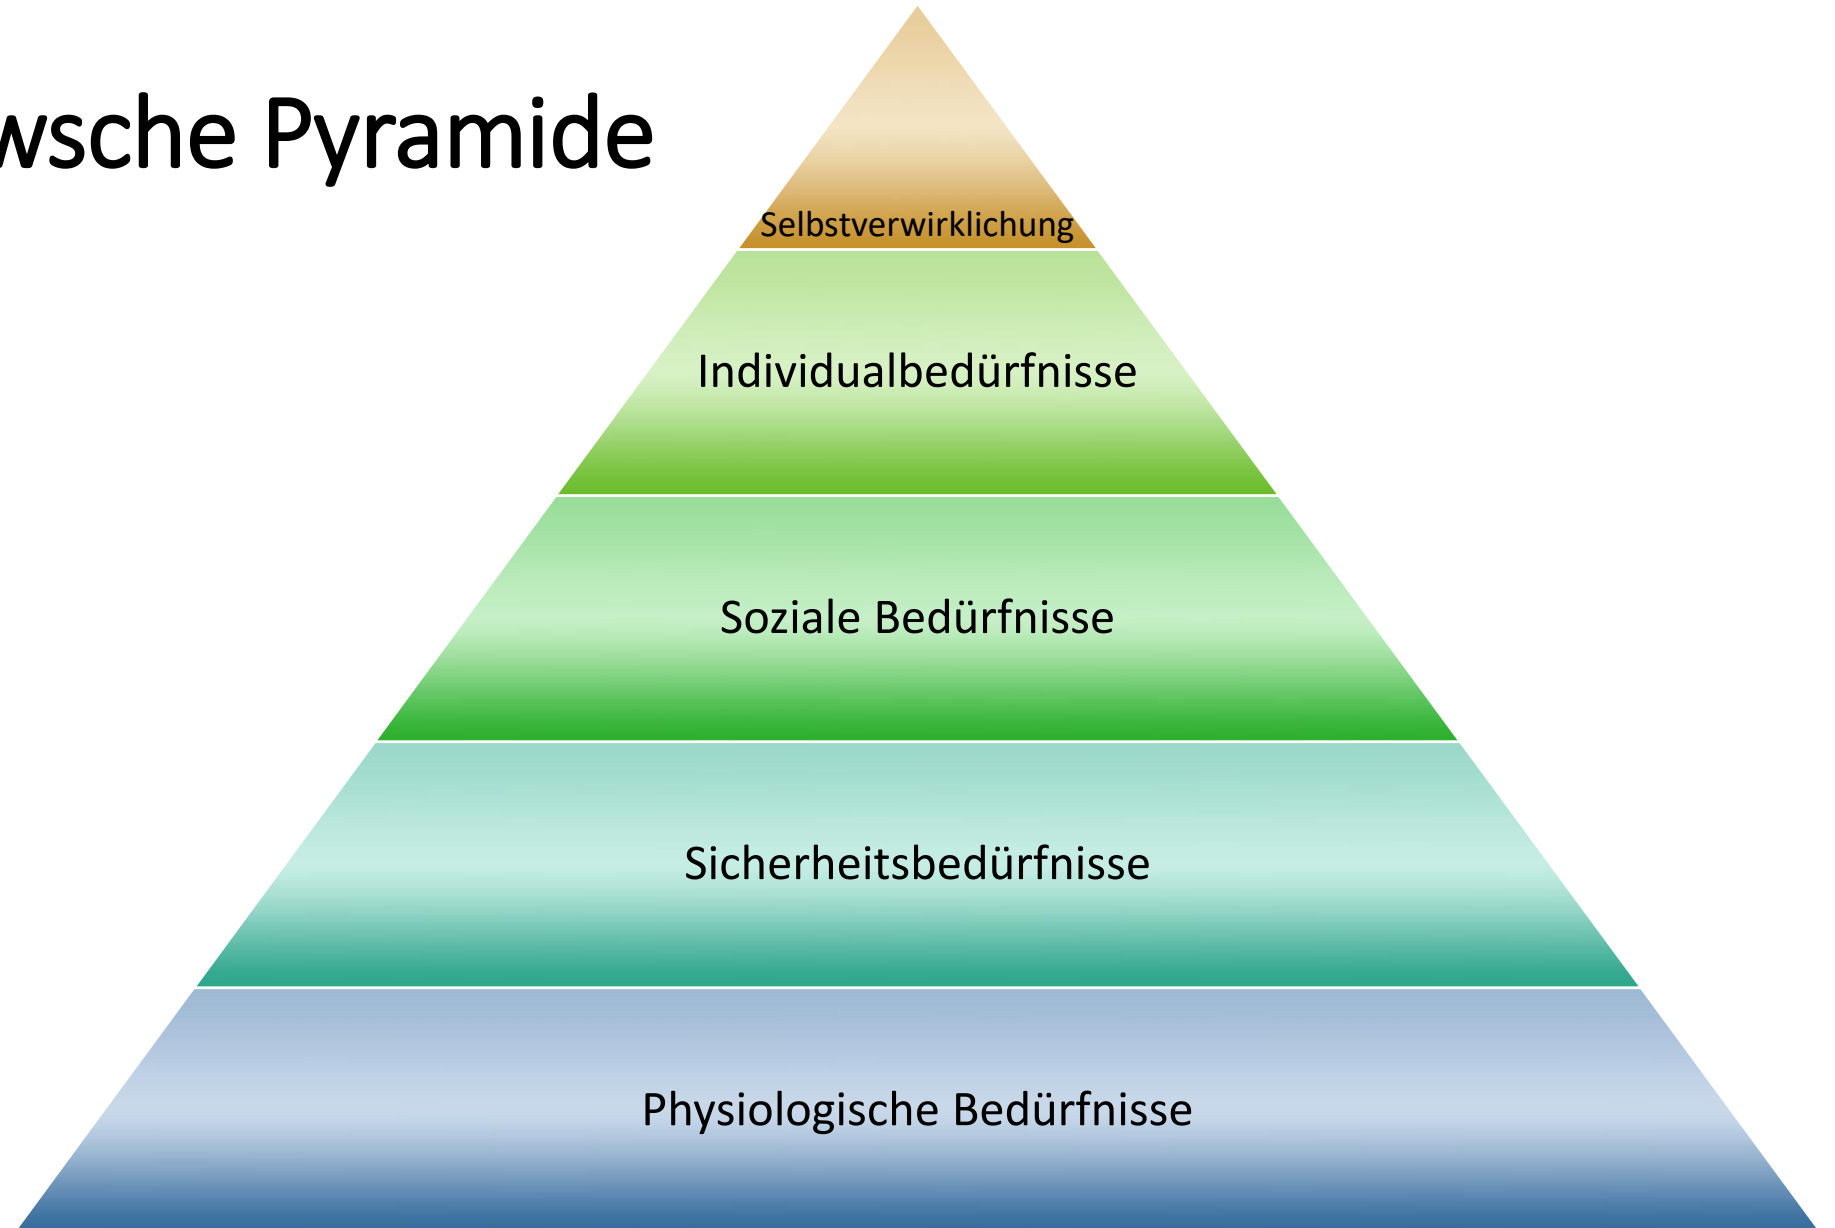 wsche Pyramide
Selbstverwirklichung
Individualbedürfnisse
Soziale Bedürfnisse
Sicherheitsbedürfnisse
Physiologische Bedürfnisse